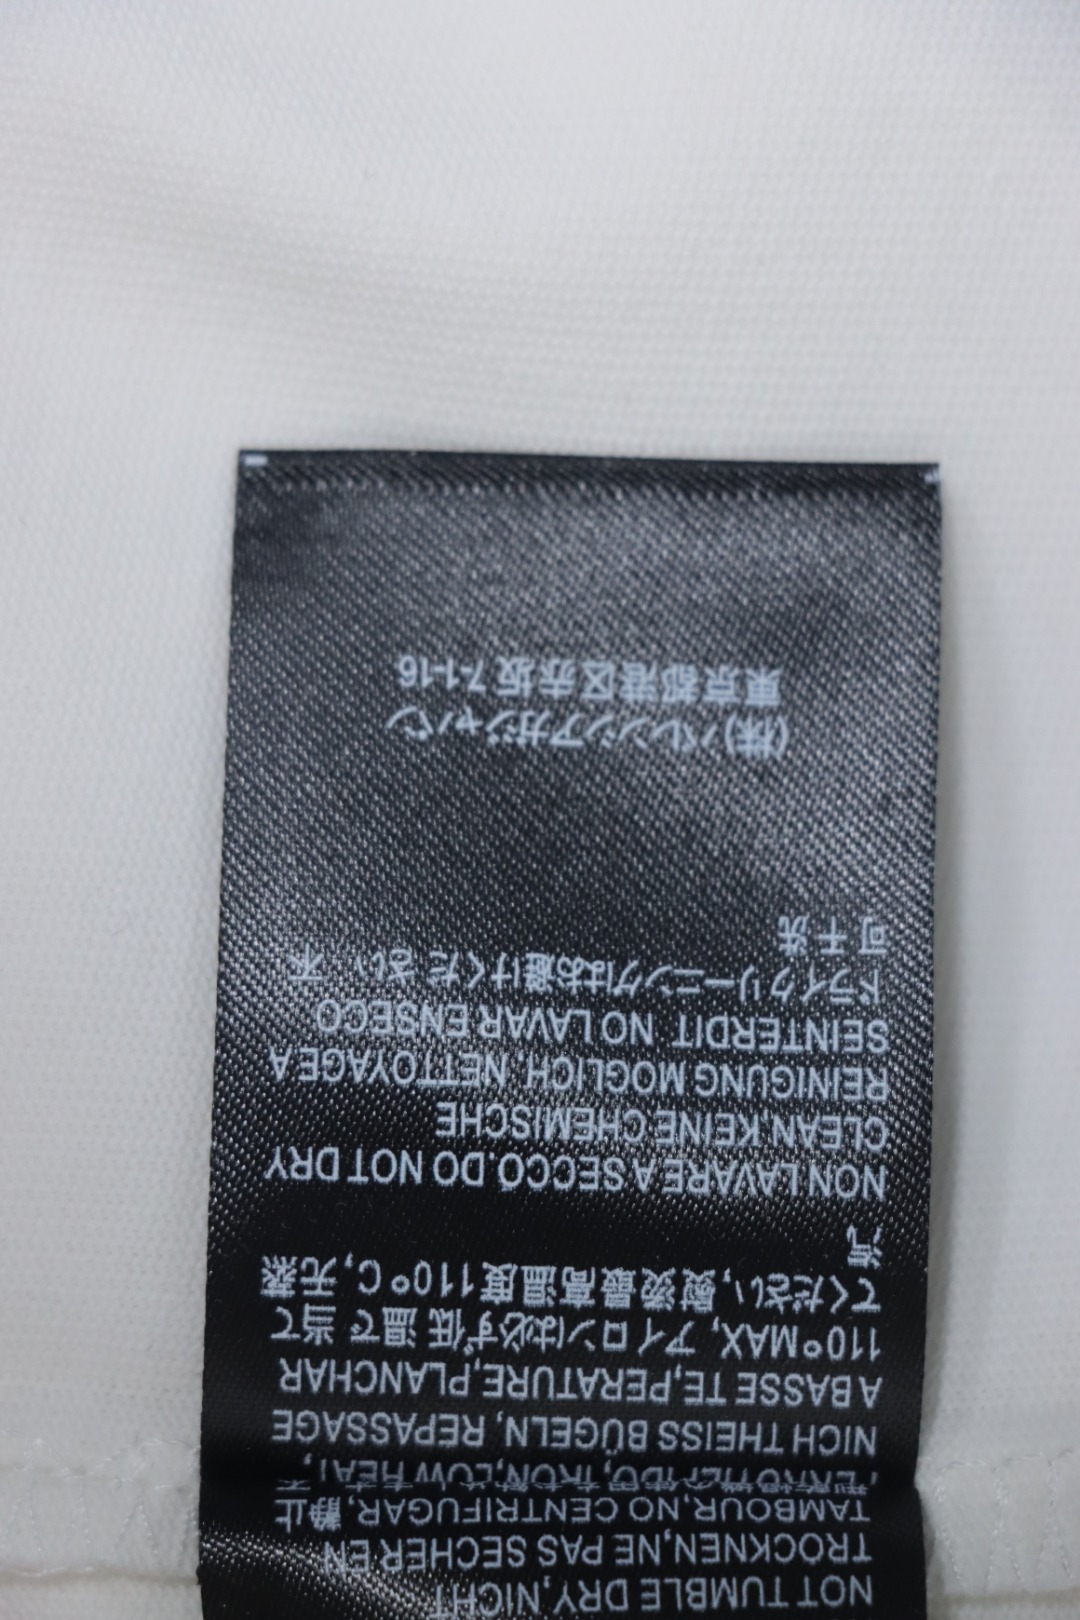 NOT TUMBLE DRY,NICHT
TROCKNEN,NE PAS SECHER EN
TAMBOUR,NO CENTRIFUGAR, 静止
FERRO TIEPIDO, IRON,LOW HEAT,
NICH THEISS BÜGELN, REPASSAGE
A BASSE TE,PERATURE,PLANCHAR
110°MAX, アイロンは必ず低 温で 当て
てください, 熨烫最高温度110°C, 无蒸
汽
NON LAVARE A SECCO.DO NOT DRY
CLEAN,KEINE CHEMISCHE
REINIGUNG MOGLICH. NETTOYAGE A
SEINTERDIT NO LAVAR ENSECO
ドライクリーニングはお避けくだ さい 不
可 干 洗
(株)バレンシアガジャパン
東京都港区赤坂 7-1-16